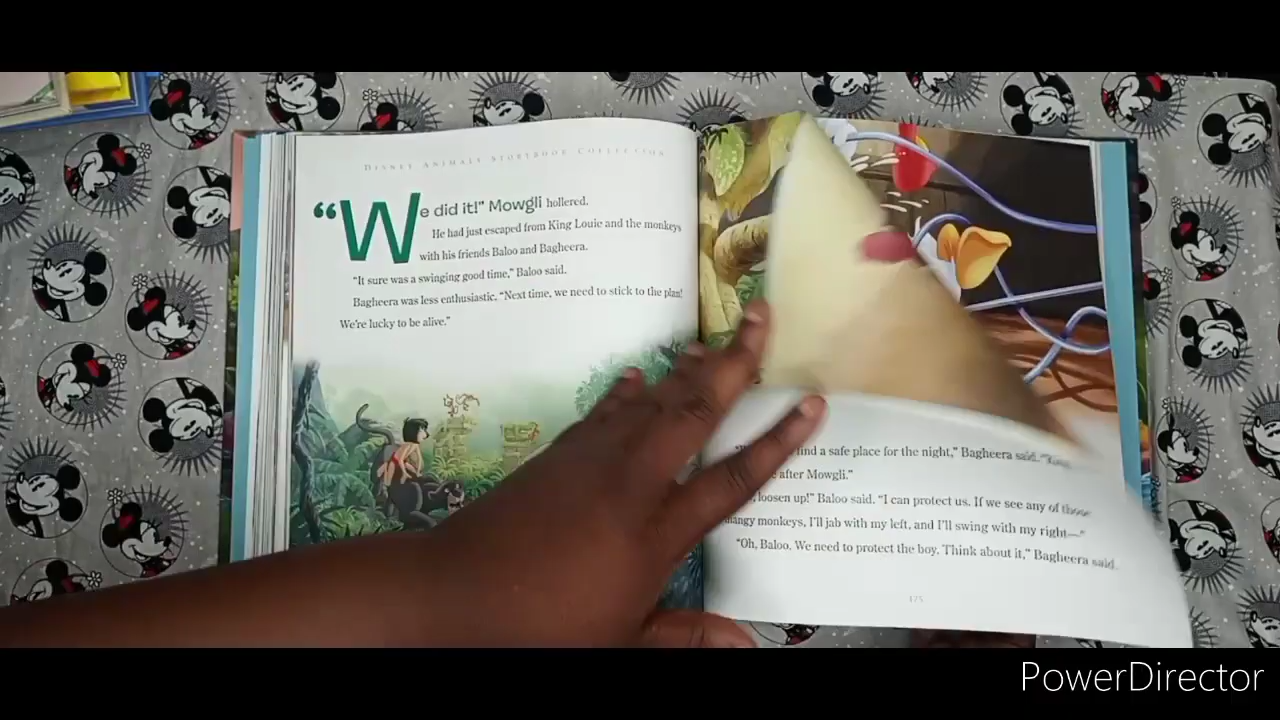 DISNEY ANIMALS STORYBOOK COLLECTION
“We did it!” Mowgli hollered.
He had just escaped from King Louie and the monkeys
with his friends Baloo and Bagheera.
“It sure was a swinging good time,” Baloo said.
Bagheera was less enthusiastic. “Next time, we need to stick to the plan!
We’re lucky to be alive.”
find a safe place for the night,” Bagheera said.
after Mowgli.”
loosen up!” Baloo said. “I can protect us. If we see any of those
mangy monkeys, I’ll jab with my left, and I’ll swing with my right—”
“Oh, Baloo. We need to protect the boy. Think about it,” Bagheera said.
175
PowerDirector